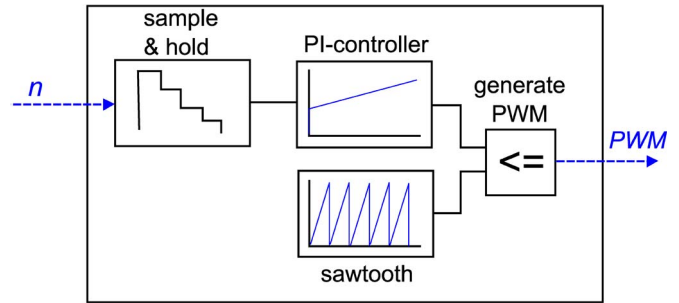 sample
& hold
PI-controller
n
generate
PWM
PWM
<=
sawtooth